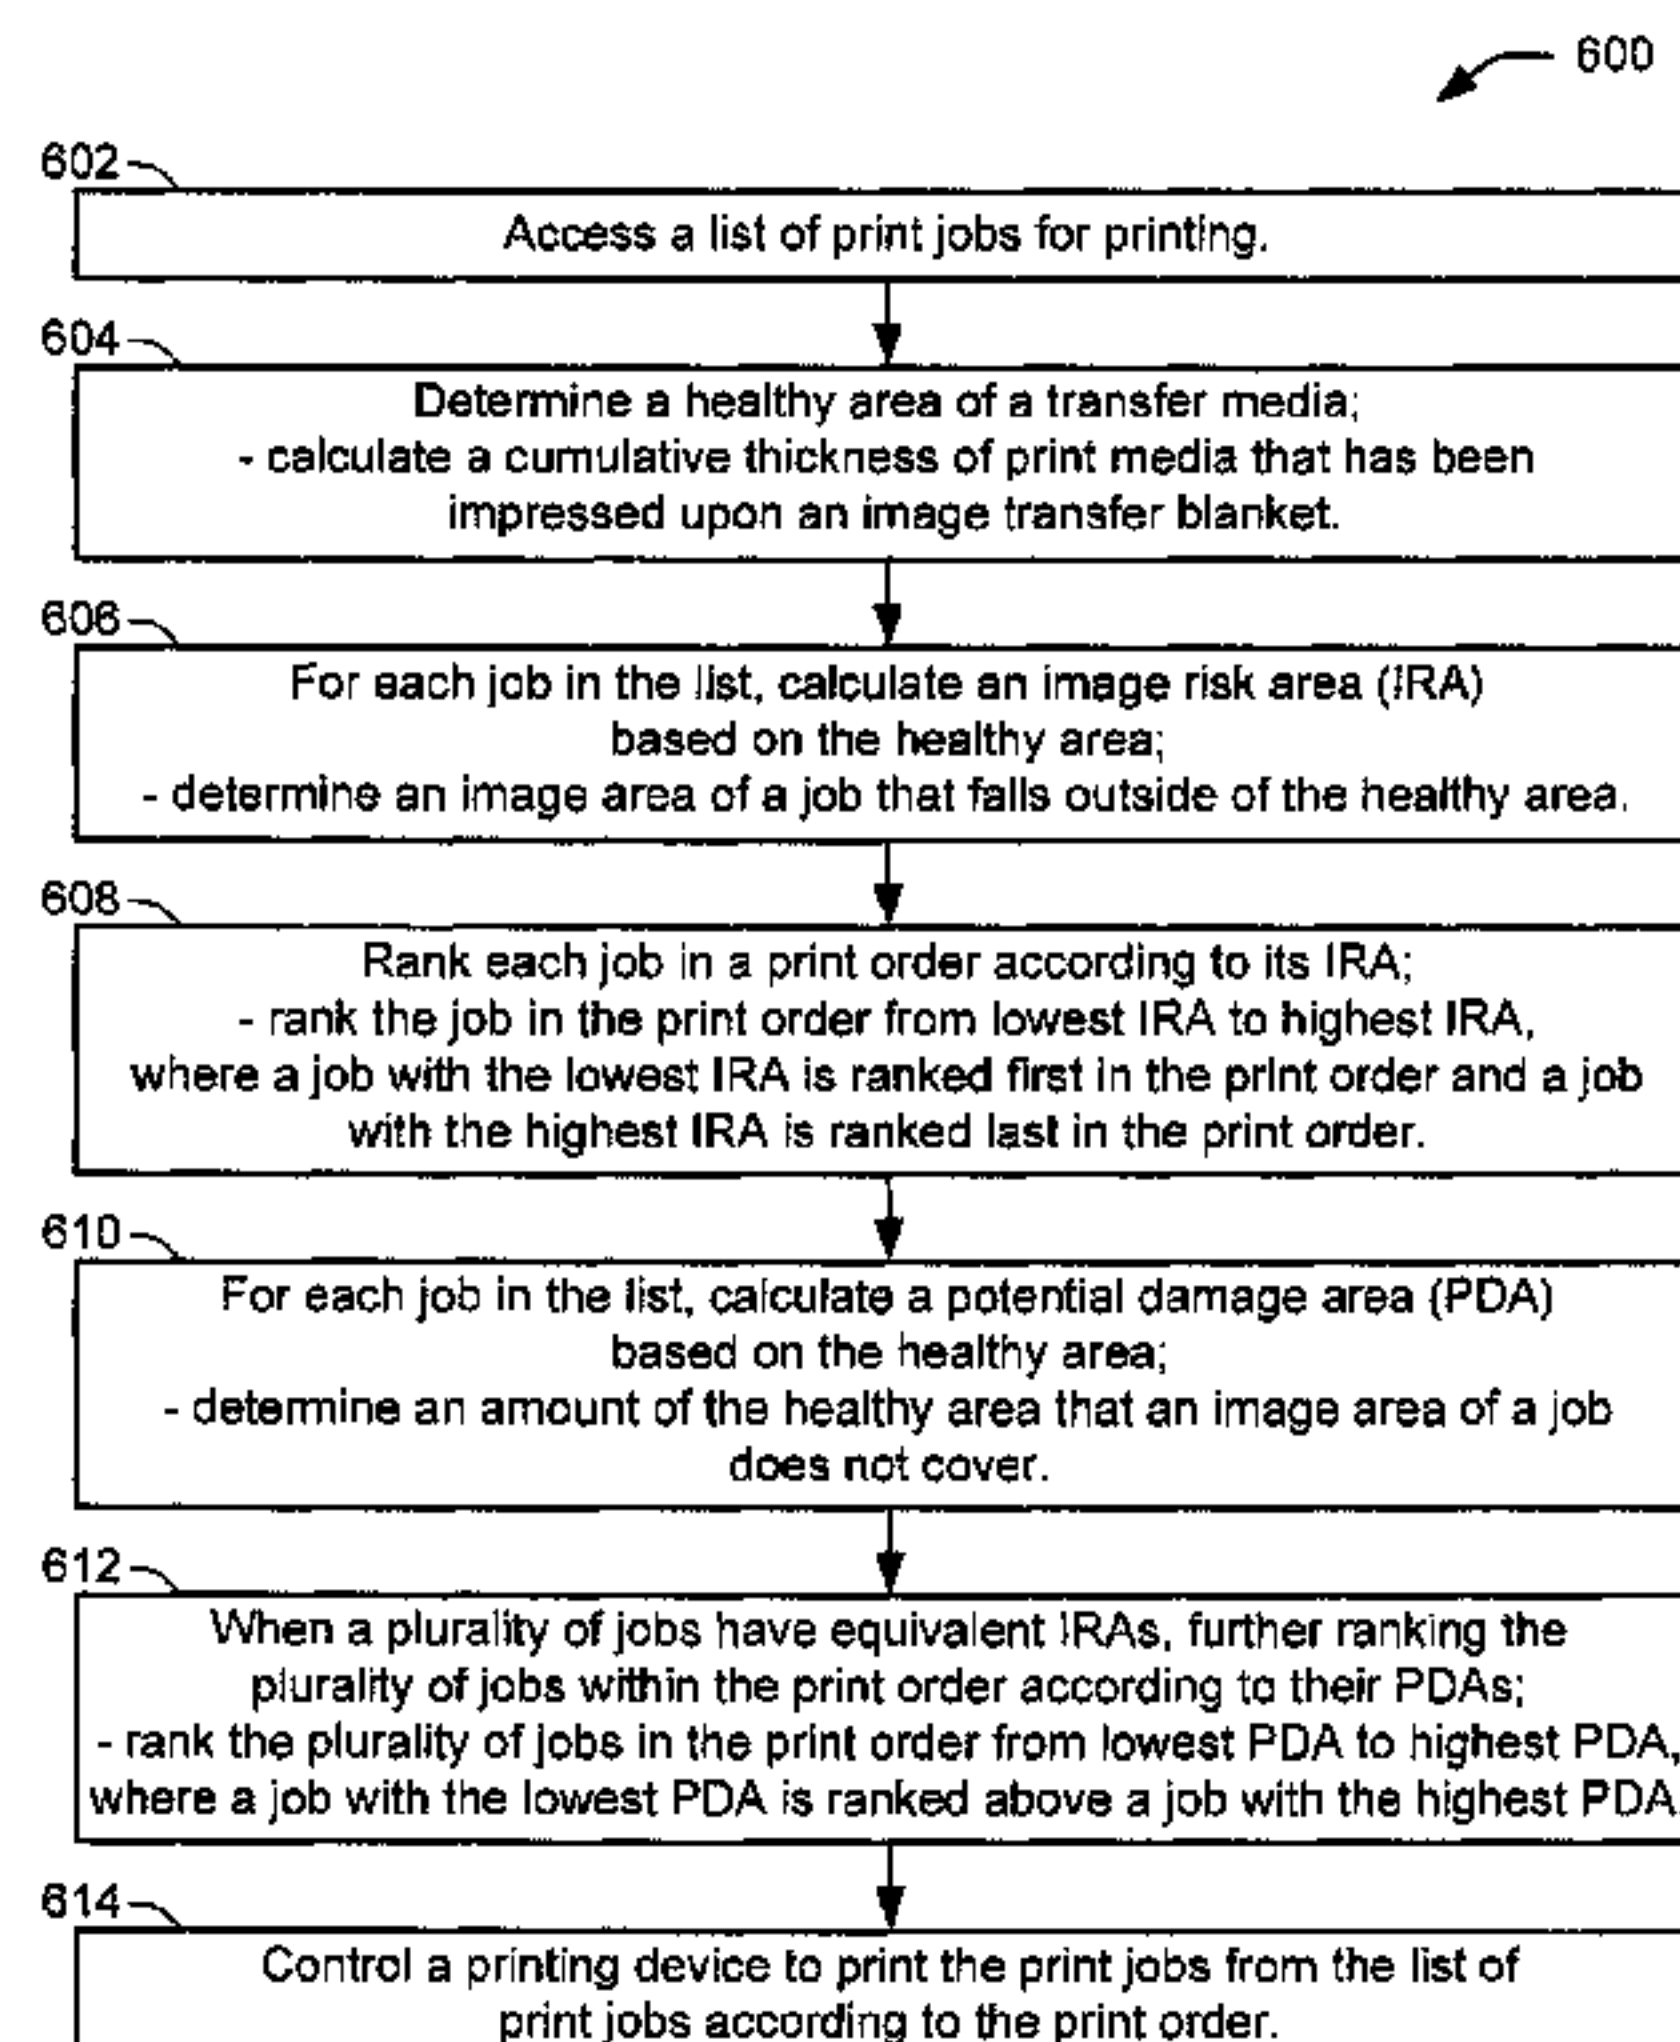 600
602
Access a list of print jobs for printing.
604
Determine a healthy area of a transfer media;
- calculate a cumulative thickness of print media that has been
impressed upon an image transfer blanket.
606
For each job in the list, calculate an image risk area (IRA)
based on the healthy area;
- determine an image area of a job that falls outside of the healthy area.
608
Rank each job in a print order according to its IRA;
- rank the job in the print order from lowest IRA to highest IRA,
where a job with the lowest IRA is ranked first in the print order and a job
with the highest IRA is ranked last in the print order.
610
For each job in the list, calculate a potential damage area (PDA)
based on the healthy area;
- determine an amount of the healthy area that an image area of a job
does not cover.
612
When a plurality of jobs have equivalent IRAs, further ranking the
plurality of jobs within the print order according to their PDAs;
- rank the plurality of jobs in the print order from lowest PDA to highest PDA,
where a job with the lowest PDA is ranked above a job with the highest PDA.
614
Control a printing device to print the print jobs from the list of
print jobs according to the print order.